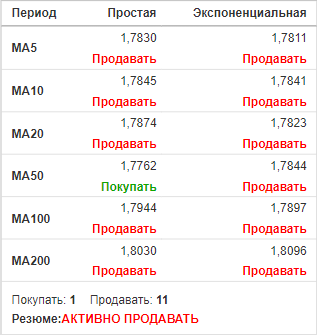 Период Простая Экспоненциальная
MA5 1,7830 1,7811
Продавать Продавать
MA10 1,7845 1,7841
Продавать Продавать
MA20 1,7874 1,7823
Продавать Продавать
MA50 1,7762 1,7844
Покупать Продавать
MA100 1,7944 1,7897
Продавать Продавать
MA200 1,8030 1,8096
Продавать Продавать
Покупать: 1 Продавать: 11
Резюме:АКТИВНО ПРОДАВАТЬ